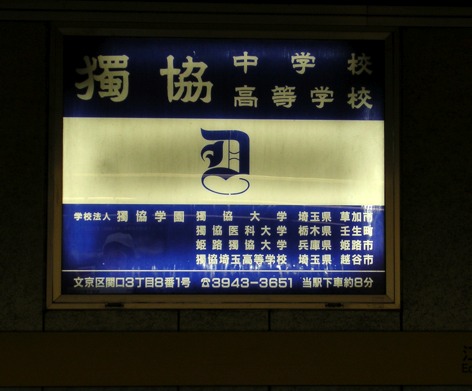 獨協 中学校
高等学校
D
学校法人 獨協学園 獨協大学 埼玉県 草加市
獨協医科大学 栃木県 壬生町
姫路獨協大学 兵庫県 姫路市
獨協埼玉高等学校 埼玉県 越谷市
文京区関口3丁目8番1号 ☎3943-3651 当駅下車約8分